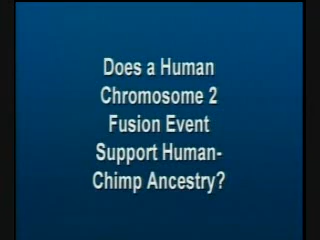 Does a Human
Chromosome 2
Fusion Event
Support Human-
Chimp Ancestry?